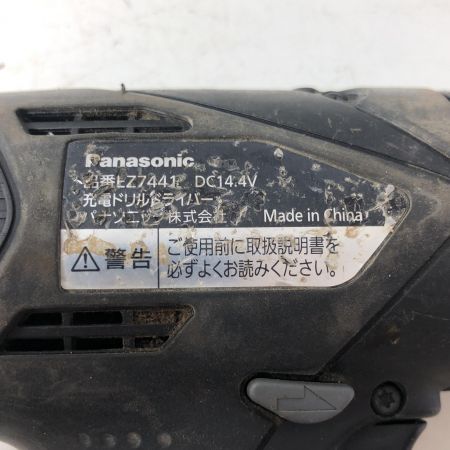 Panasonic
品番EZ7441 DC14.4V
充電ドリルドライバー
パナソニック株式会社 Made in China
警告 ご使用前に取扱説明書を
必ずよくお読みください。